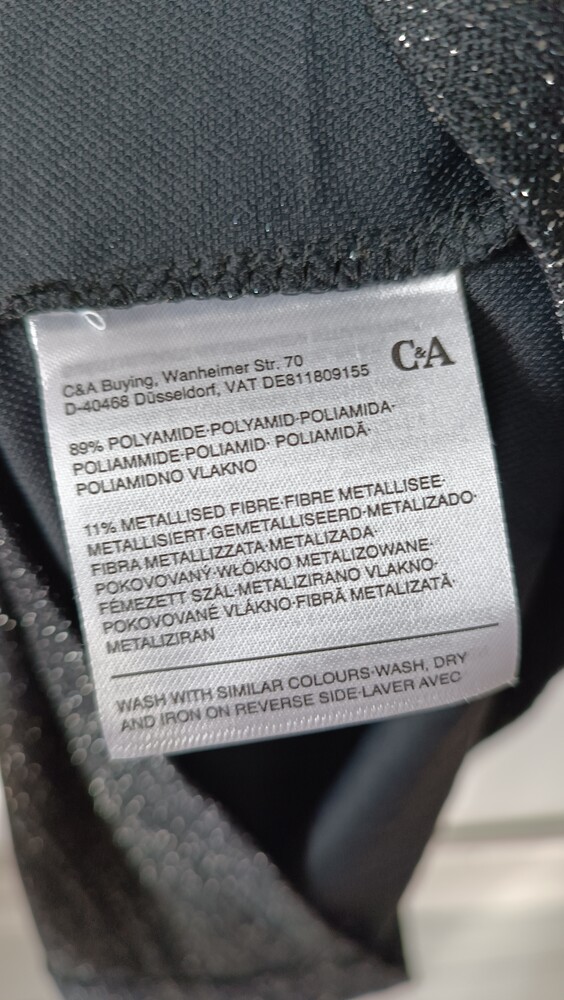 C&A
C&A Buying, Wanheimer Str. 70
D-40468 Düsseldorf, VAT DE811809155
89% POLYAMIDE·POLYAMID·POLIAMIDA·
POLIAMMIDE·POLIAMID· POLIAMIDĂ·
POLIAMIDNO VLAKNO
11% METALLISED FIBRE·FIBRE METALLISEE·
METALLISIERT·GEMETALLISEERD·METALIZADO·
FIBRA METALLIZZATA·METALIZADA·
POKOVOVANÝ·WŁÓKNO METALIZOWANE·
FÉMEZETT SZÁL·METALIZIRANO VLAKNO·
POKOVOVANÉ VLÁKNO·FIBRĂ METALIZATĂ·
METALIZIRAN
WASH WITH SIMILAR COLOURS·WASH, DRY
AND IRON ON REVERSE SIDE·LAVER AVEC